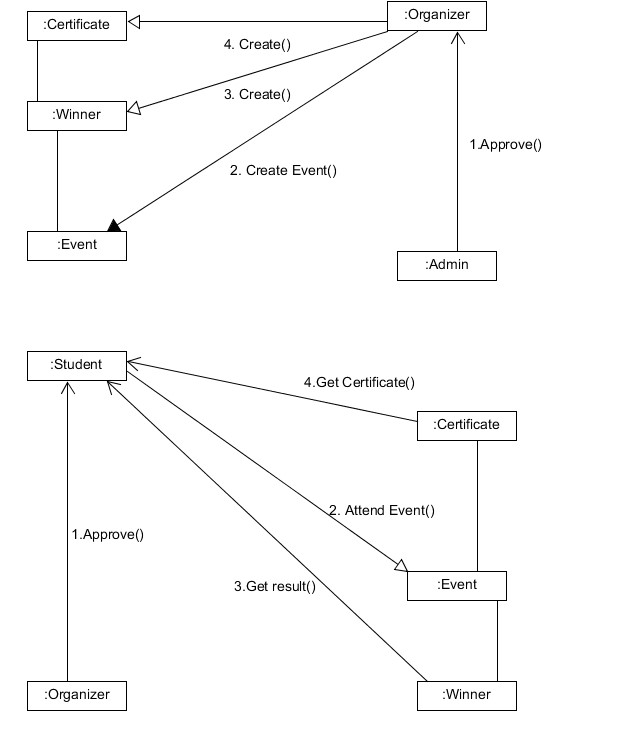 :Certificate
:Organizer
4. Create()
3. Create()
:Winner
1.Approve()
2. Create Event()
:Event
:Admin
:Student
4.Get Certificate()
:Certificate
2. Attend Event()
1.Approve()
:Event
3.Get result()
:Organizer
:Winner